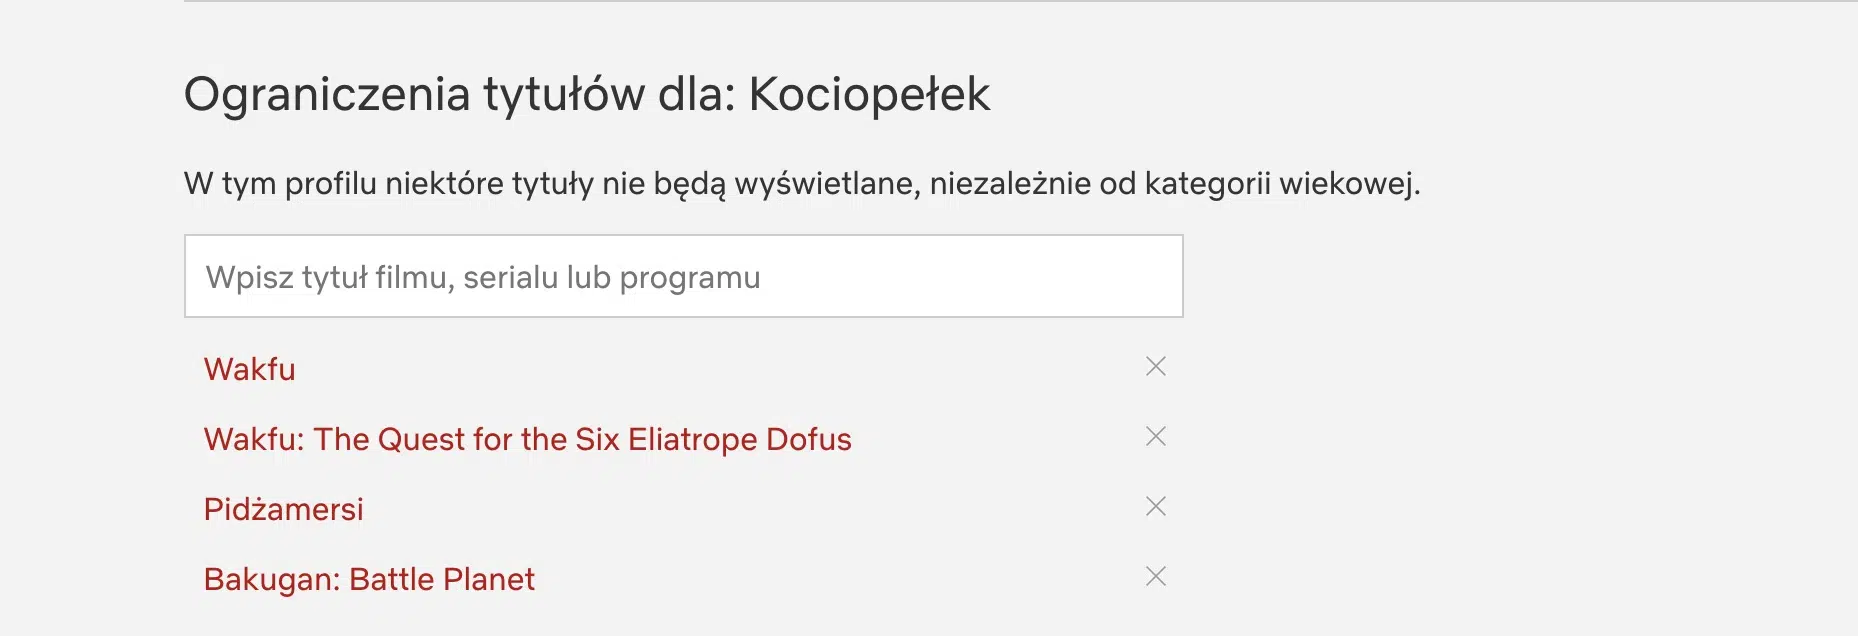 Ograniczenia tytułów dla: Kociopełek
W tym profilu niektóre tytuły nie będą wyświetlane, niezależnie od kategorii wiekowej.
Wpisz tytuł filmu, serialu lub programu
Wakfu
Wakfu: The Quest for the Six Eliatrope Dofus
Pidżamersi
Bakugan: Battle Planet